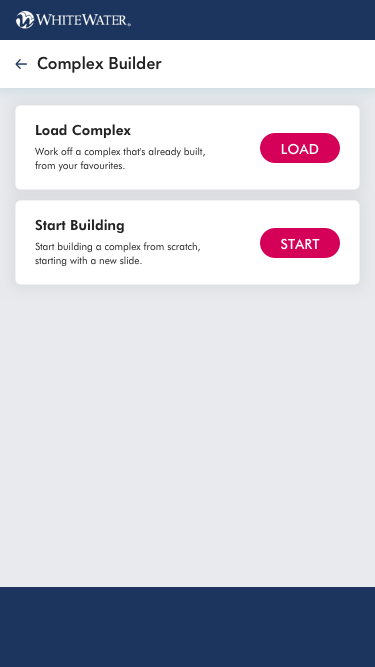 WHITEWATER®
Complex Builder
Load Complex
Work off a complex that's already built,
from your favourites.
LOAD
Start Building
Start building a complex from scratch,
starting with a new slide.
START